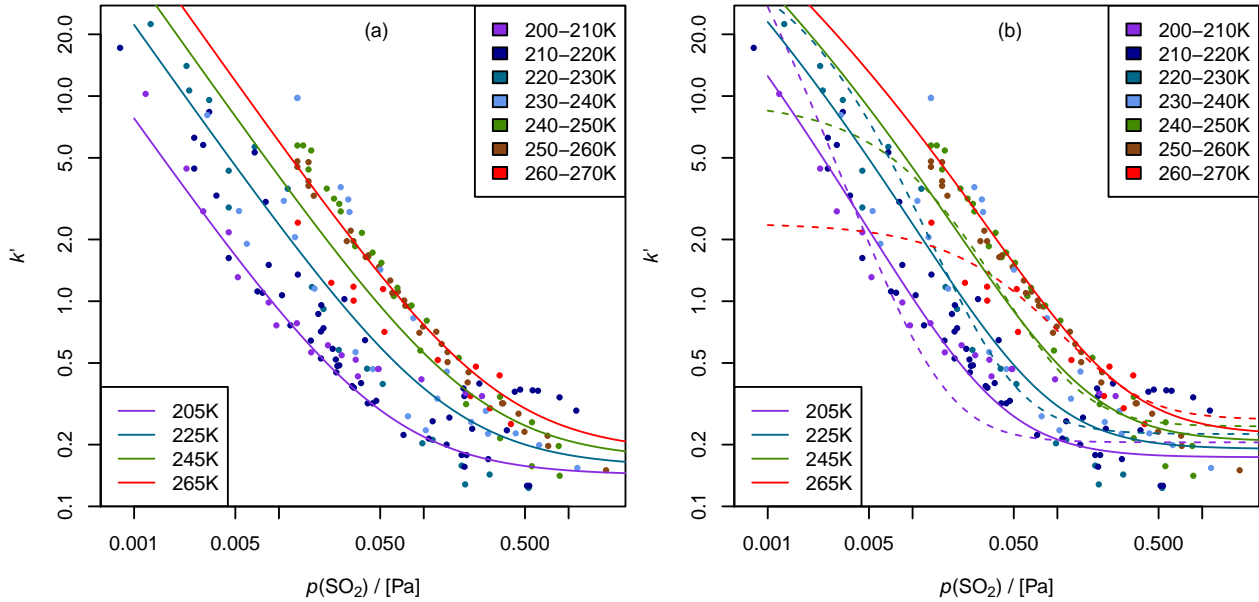 (a)
200−210K
210−220K
220−230K
230−240K
240−250K
250−260K
260−270K
20.0
10.0
5.0
2.0
1.0
0.5
0.2
0.1
k'
205K
225K
245K
265K
0.001
0.005
0.050
0.500
p(SO2) / [Pa]
(b)
200−210K
210−220K
220−230K
230−240K
240−250K
250−260K
260−270K
20.0
10.0
5.0
2.0
1.0
0.5
0.2
0.1
k'
205K
225K
245K
265K
0.001
0.005
0.050
0.500
p(SO2) / [Pa]